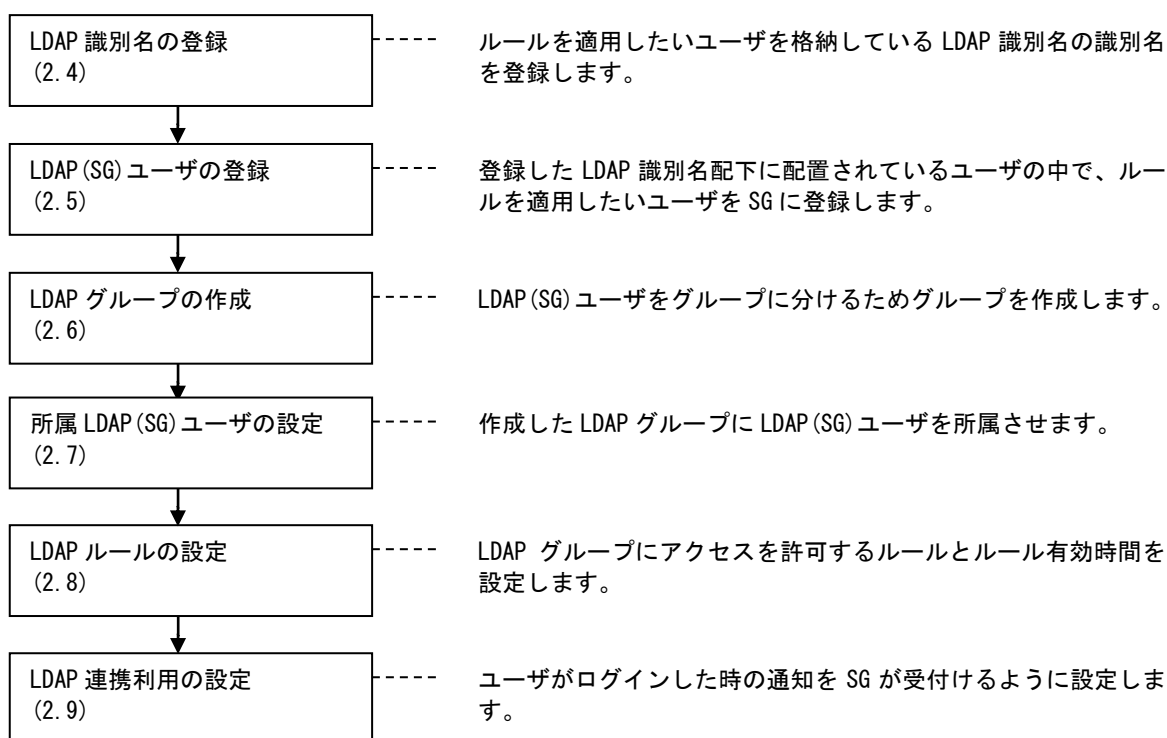 LDAP 識別名の登録
(2.4)
ルールを適用したいユーザを格納している LDAP 識別名の識別名
を登録します。
LDAP(SG)ユーザの登録
(2.5)
登録した LDAP 識別名配下に配置されているユーザの中で、ルー
ルを適用したいユーザを SG に登録します。
LDAP グループの作成
(2.6)
LDAP(SG)ユーザをグループに分けるためグループを作成します。
所属 LDAP(SG)ユーザの設定
(2.7)
作成した LDAP グループに LDAP(SG)ユーザを所属させます。
LDAP ルールの設定
(2.8)
LDAP グループにアクセスを許可するルールとルール有効時間を
設定します。
LDAP 連携利用の設定
(2.9)
ユーザがログインした時の通知を SG が受付けるように設定しま
す。